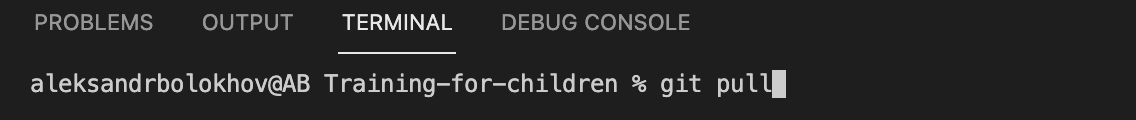 PROBLEMS OUTPUT TERMINAL DEBUG CONSOLE
aleksandrbolokhov@AB Training-for-children % git pull